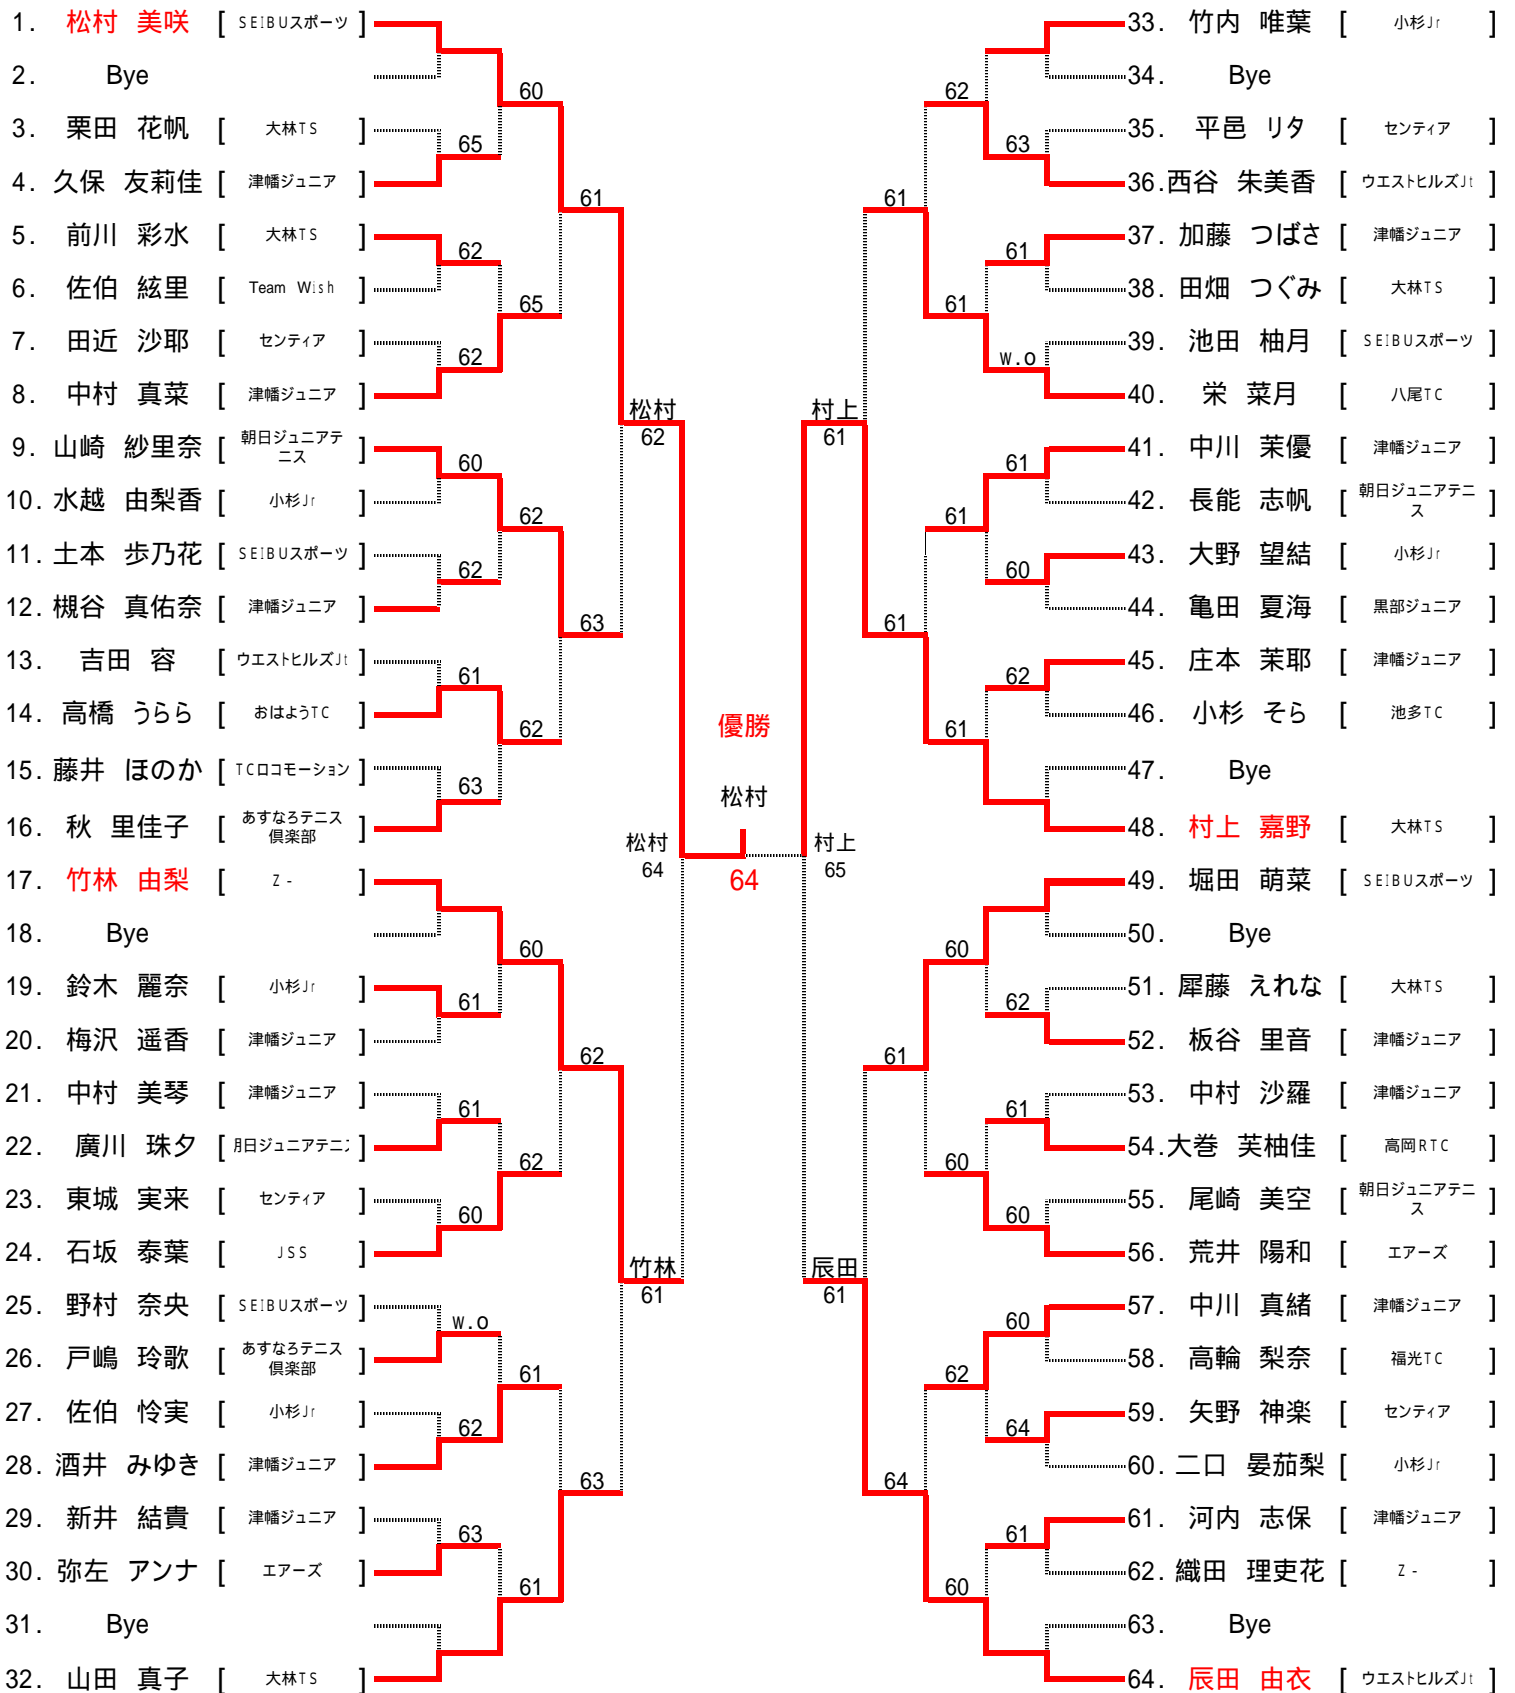 1. 松村 美咲 [ SEIBUスポーツ ]
2. Bye
3. 栗田 花帆 [ 大林TS ]
4. 久保 友莉佳 [ 津幡ジュニア ]
5. 前川 彩水 [ 大林TS ]
6. 佐伯 絃里 [ Team Wish ]
7. 田近 沙耶 [ センティア ]
8. 中村 真菜 [ 津幡ジュニア ]
9. 山崎 紗里奈 [ 朝日ジュニアテ
ニス ]
10. 水越 由梨香 [ 小杉Jr ]
11. 土本 歩乃花 [ SEIBUスポーツ ]
12. 槻谷 真佑奈 [ 津幡ジュニア ]
13. 吉田 容 [ ウエストヒルズJt ]
14. 高橋 うらら [ おはようTC ]
15. 藤井 ほのか [ TCロコモーション ]
16. 秋 里佳子 [ あすなろテニス
倶楽部 ]
17. 竹林 由梨 [ Z- ]
18. Bye
19. 鈴木 麗奈 [ 小杉Jr ]
20. 梅沢 遥香 [ 津幡ジュニア ]
21. 中村 美琴 [ 津幡ジュニア ]
22. 廣川 珠夕 [ 日ジュニアテニ ]
23. 東城 実来 [ センティア ]
24. 石坂 泰葉 [ JSS ]
25. 野村 奈央 [ SEIBUスポーツ ]
26. 戸嶋 玲歌 [ あすなろテニス
倶楽部 ]
27. 佐伯 怜実 [ 小杉Jr ]
28. 酒井 みゆき [ 津幡ジュニア ]
29. 新井 結貴 [ 津幡ジュニア ]
30. 弥左 アンナ [ エアーズ ]
31. Bye
32. 山田 真子 [ 大林TS ]
65
62
62
60
62
61
63
61
61
60
w.o
62
63
60
65
62
62
60
62
61
61
61
63
62
63
松村
62
竹林
61
松村
64
優勝
松村
64
村上
65
村上
61
辰田
61
61
61
61
64
62
61
61
61
60
60
62
60
63
61
w.o
61
60
62
62
61
60
60
64
61
33. 竹内 唯葉 [ 小杉Jr ]
34. Bye
35. 平邑 リタ [ センティア ]
36. 西谷 朱美香 [ ウエストヒルズJt ]
37. 加藤 つばさ [ 津幡ジュニア ]
38. 田畑 つぐみ [ 大林TS ]
39. 池田 柚月 [ SEIBUスポーツ ]
40. 栄 菜月 [ 八尾TC ]
41. 中川 茉優 [ 津幡ジュニア ]
42. 長能 志帆 [ 朝日ジュニアテニ
ス ]
43. 大野 望結 [ 小杉Jr ]
44. 亀田 夏海 [ 黒部ジュニア ]
45. 庄本 茉耶 [ 津幡ジュニア ]
46. 小杉 そら [ 池多TC ]
47. Bye
48. 村上 嘉野 [ 大林TS ]
49. 堀田 萌菜 [ SEIBUスポーツ ]
50. Bye
51. 犀藤 えれな [ 大林TS ]
52. 板谷 里音 [ 津幡ジュニア ]
53. 中村 沙羅 [ 津幡ジュニア ]
54. 大巻 芙柚佳 [ 高岡RTC ]
55. 尾崎 美空 [ 朝日ジュニアテニ
ス ]
56. 荒井 陽和 [ エアーズ ]
57. 中川 真緒 [ 津幡ジュニア ]
58. 高輪 梨奈 [ 福光TC ]
59. 矢野 神楽 [ センティア ]
60. 二口 晏茄梨 [ 小杉Jr ]
61. 河内 志保 [ 津幡ジュニア ]
62. 織田 理吏花 [ Z- ]
63. Bye
64. 辰田 由衣 [ ウエストヒルズJt ]